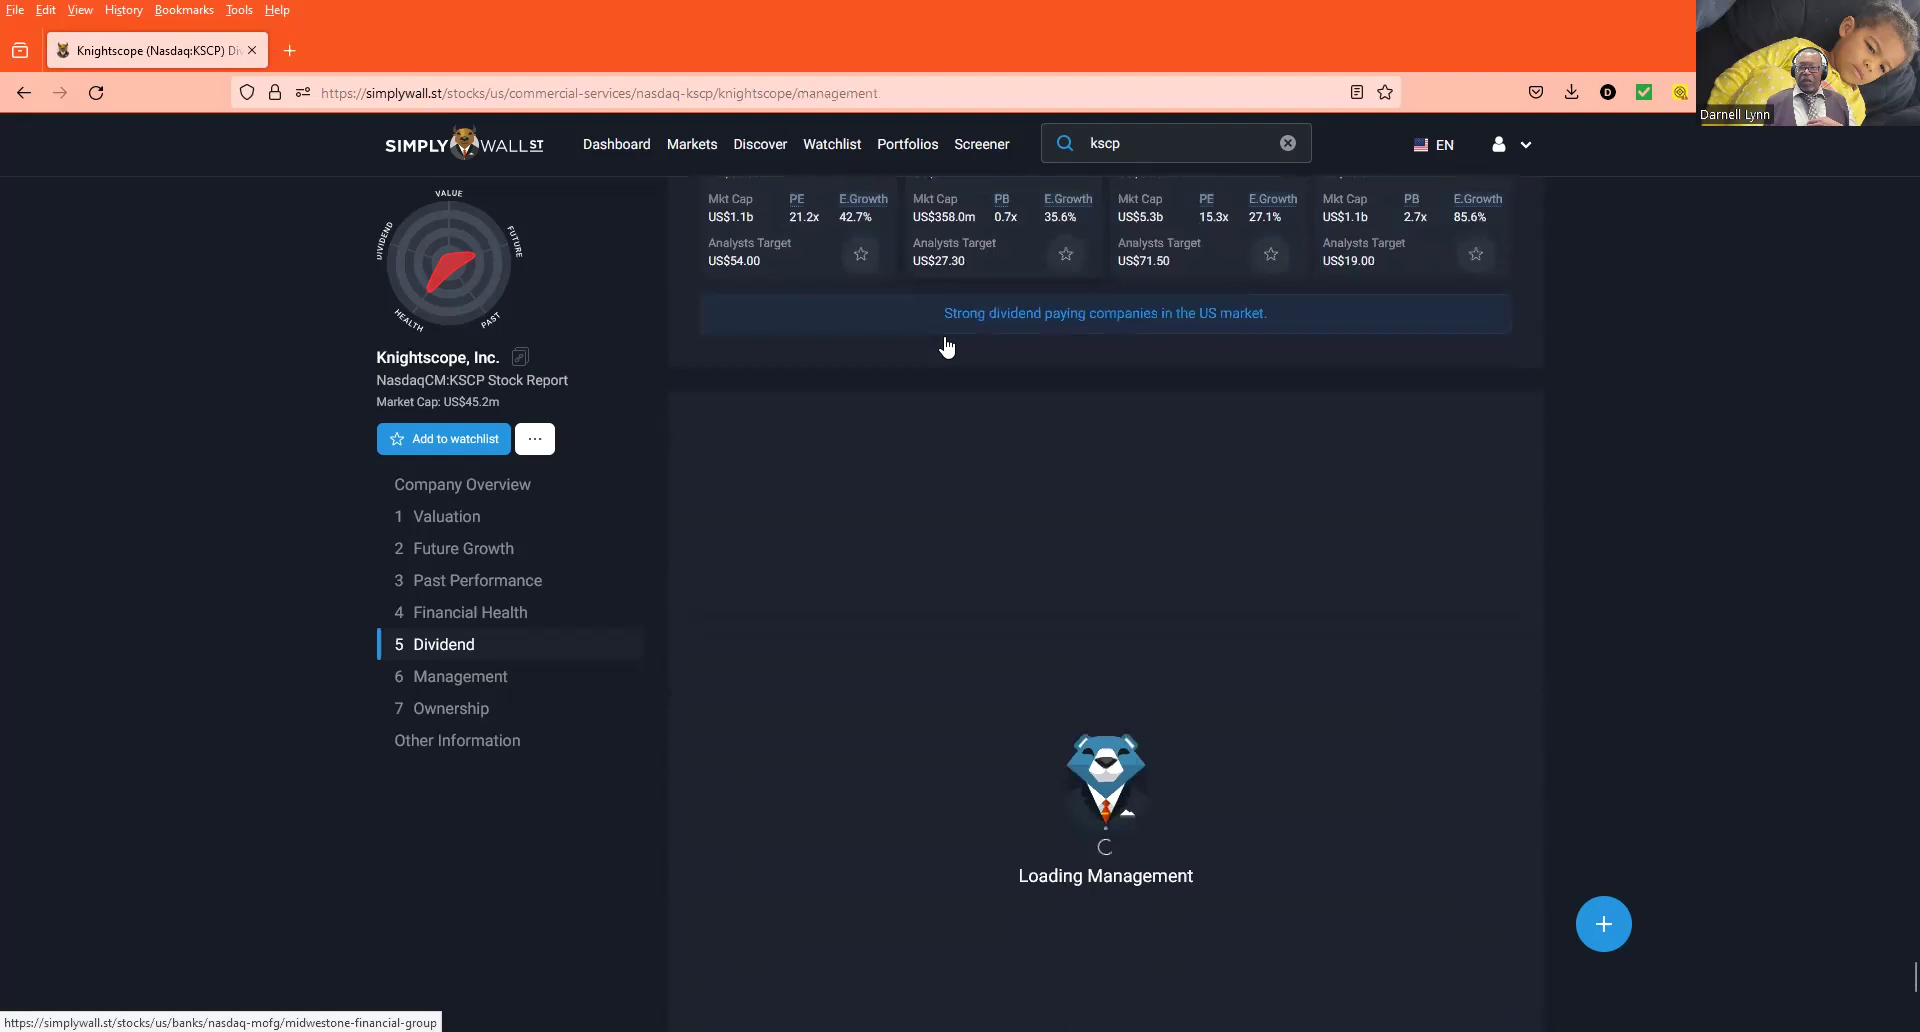 File Edit View History Bookmarks Tools Help
Knightscope (Nasdaq:KSCP) Di
https://simplywall.st/stocks/us/commercial-services/nasdaq-kscp/knightscope/management
Darnell Lynn
SIMPLY WALL ST
Dashboard Markets Discover Watchlist Portfolios Screener
kscp
EN
VALUE
FUTURE
PAST
HEALTH
DIVIDEND
Knightscope, Inc.
NasdaqCM:KSCP Stock Report
Market Cap: US$45.2m
Add to watchlist
...
Company Overview
1 Valuation
2 Future Growth
3 Past Performance
4 Financial Health
5 Dividend
6 Management
7 Ownership
Other Information
Mkt Cap PE E.Growth Mkt Cap PB E.Growth Mkt Cap PE E.Growth Mkt Cap PB E.Growth
US$1.1b 21.2x 42.7% US$358.0m 0.7x 35.6% US$5.3b 15.3x 27.1% US$1.1b 2.7x 85.6%
Analysts Target Analysts Target Analysts Target Analysts Target
US$54.00 US$27.30 US$71.50 US$19.00
Strong dividend paying companies in the US market.
Loading Management
https://simplywall.st/stocks/us/banks/nasdaq-mofg/midwestone-financial-group